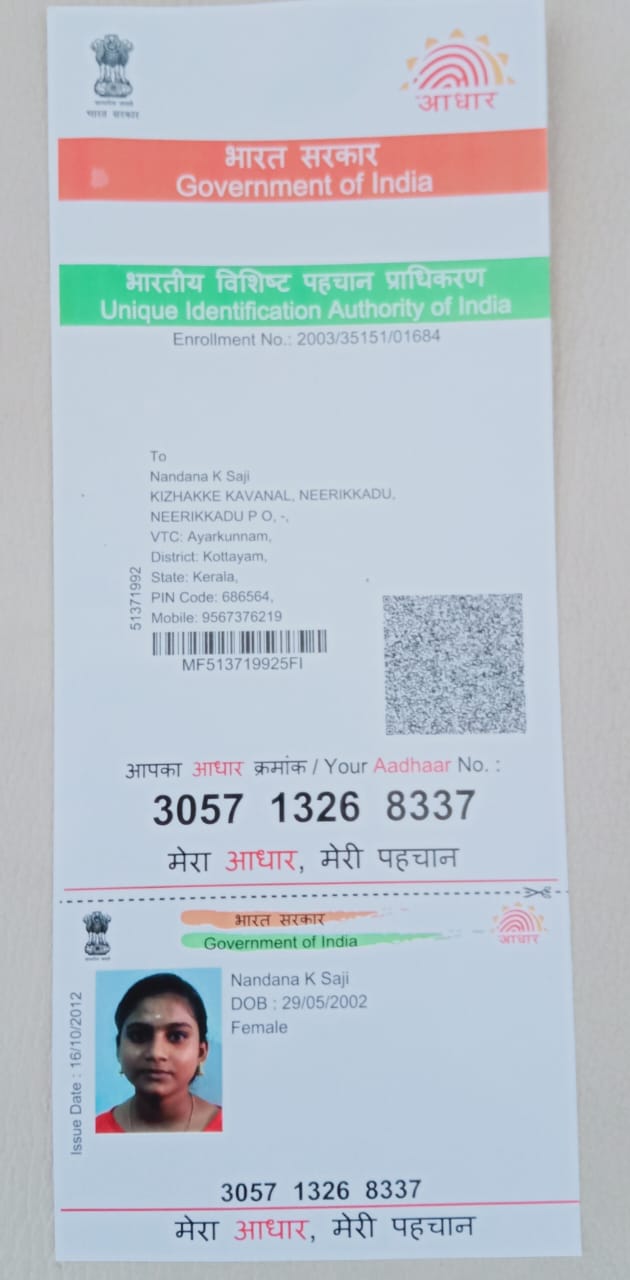 भारत सरकार
आधार
भारत सरकार
Government of India
भारतीय विशिष्ट पहचान प्राधिकरण
Unique Identification Authority of India
Enrollment No.: 2003/35151/01684
To
Nandana K Saji
KIZHAKKE KAVANAL, NEERIKKADU,
NEERIKKADU P O, -,
VTC: Ayarkunnam,
District: Kottayam,
State: Kerala,
PIN Code: 686564,
Mobile: 9567376219
51371992
MF513719925FI
आपका आधार क्रमांक / Your Aadhaar No. :
3057 1326 8337
मेरा आधार, मेरी पहचान
भारत सरकार
Government of India
आधार
Issue Date : 16/10/2012
Nandana K Saji
DOB : 29/05/2002
Female
3057 1326 8337
मेरा आधार, मेरी पहचान